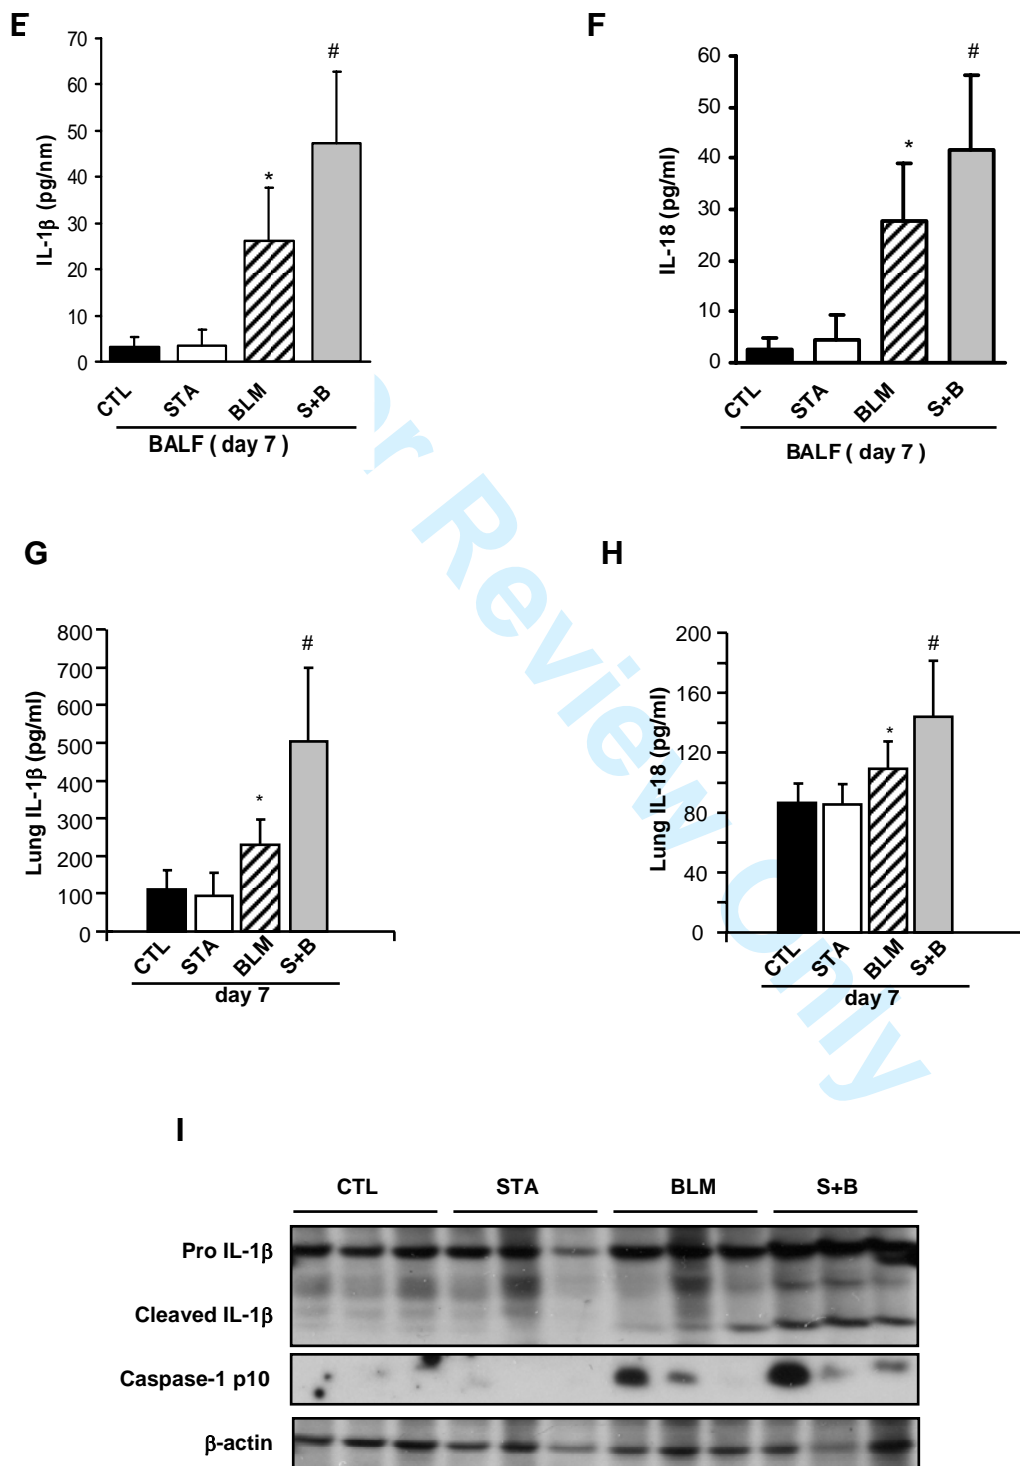 E
70
60
50
40
30
20
10
0
IL-1β (pg/nm)
*
#
CTL
STA
BLM
S+B
BALF ( day 7 )
F
60
50
40
30
20
10
0
IL-18 (pg/ml)
*
#
CTL
STA
BLM
S+B
BALF ( day 7 )
er Review Only
G
800
700
600
500
400
300
200
100
0
Lung IL-1β (pg/ml)
*
#
CTL
STA
BLM
S+B
day 7
H
200
160
120
80
40
0
Lung IL-18 (pg/ml)
*
#
CTL
STA
BLM
S+B
day 7
I
CTL STA BLM S+B
Pro IL-1β
Cleaved IL-1β
Caspase-1 p10
β-actin